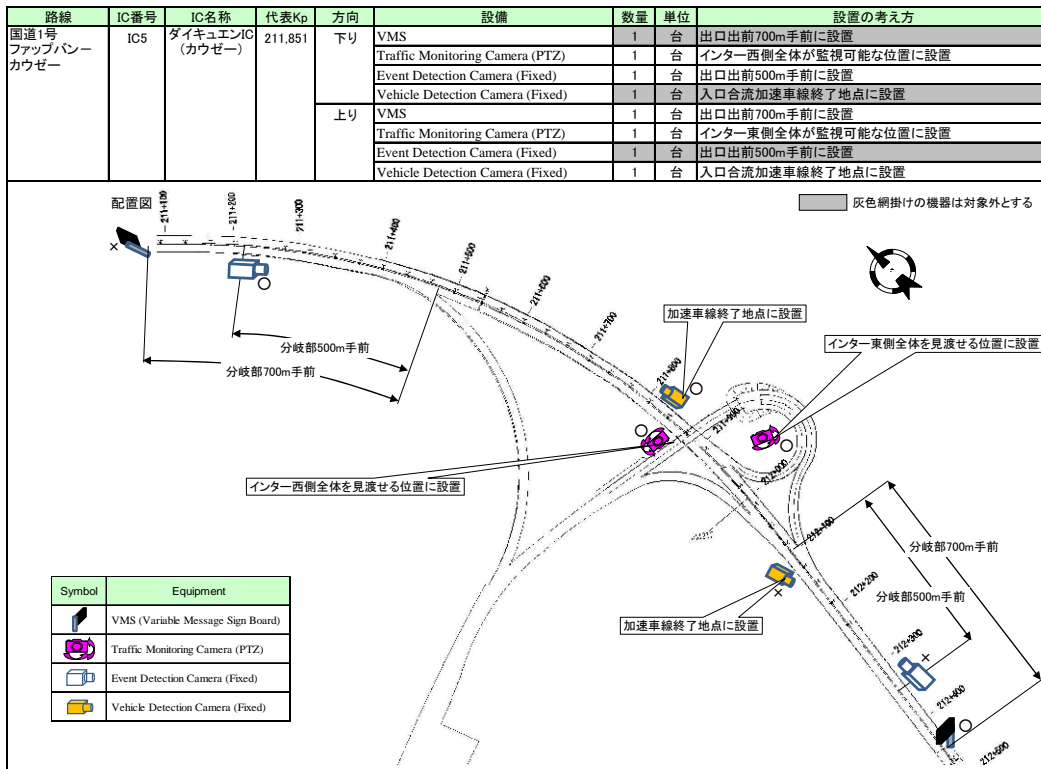 路線 IC番号 IC名称 代表Kp 方向 設備 数量 単位 設置の考え方
国道1号 ファップバンー カウゼー IC5 ダイキュエンIC (カウゼー) 211,851 下り VMS 1 台 出口出前700m手前に設置
Traffic Monitoring Camera (PTZ) 1 台 インター西側全体が監視可能な位置に設置
Event Detection Camera (Fixed) 1 台 出口出前500m手前に設置
Vehicle Detection Camera (Fixed) 1 台 入口合流加速車線終了地点に設置
上り VMS 1 台 出口出前700m手前に設置
Traffic Monitoring Camera (PTZ) 1 台 インター東側全体が監視可能な位置に設置
Event Detection Camera (Fixed) 1 台 出口出前500m手前に設置
Vehicle Detection Camera (Fixed) 1 台 入口合流加速車線終了地点に設置
配置図
灰色網掛けの機器は対象外とする
211+100
211+200
211+300
211+400
211+500
211+600
211+700
211+800
211+900
212+000
212+100
212+200
212+300
212+400
212+500
加速車線終了地点に設置
インター東側全体を見渡せる位置に設置
分岐部500m手前
分岐部700m手前
インター西側全体を見渡せる位置に設置
分岐部700m手前
分岐部500m手前
加速車線終了地点に設置
Symbol Equipment
VMS (Variable Message Sign Board)
Traffic Monitoring Camera (PTZ)
Event Detection Camera (Fixed)
Vehicle Detection Camera (Fixed)